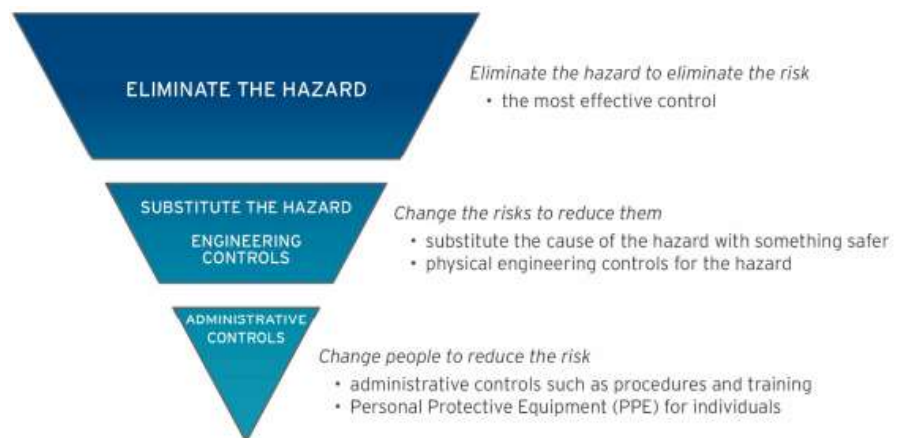 ELIMINATE THE HAZARD
Eliminate the hazard to eliminate the risk
• the most effective control
SUBSTITUTE THE HAZARD
ENGINEERING
CONTROLS
Change the risks to reduce them
• substitute the cause of the hazard with something safer
• physical engineering controls for the hazard
ADMINISTRATIVE
CONTROLS
Change people to reduce the risk
• administrative controls such as procedures and training
• Personal Protective Equipment (PPE) for individuals